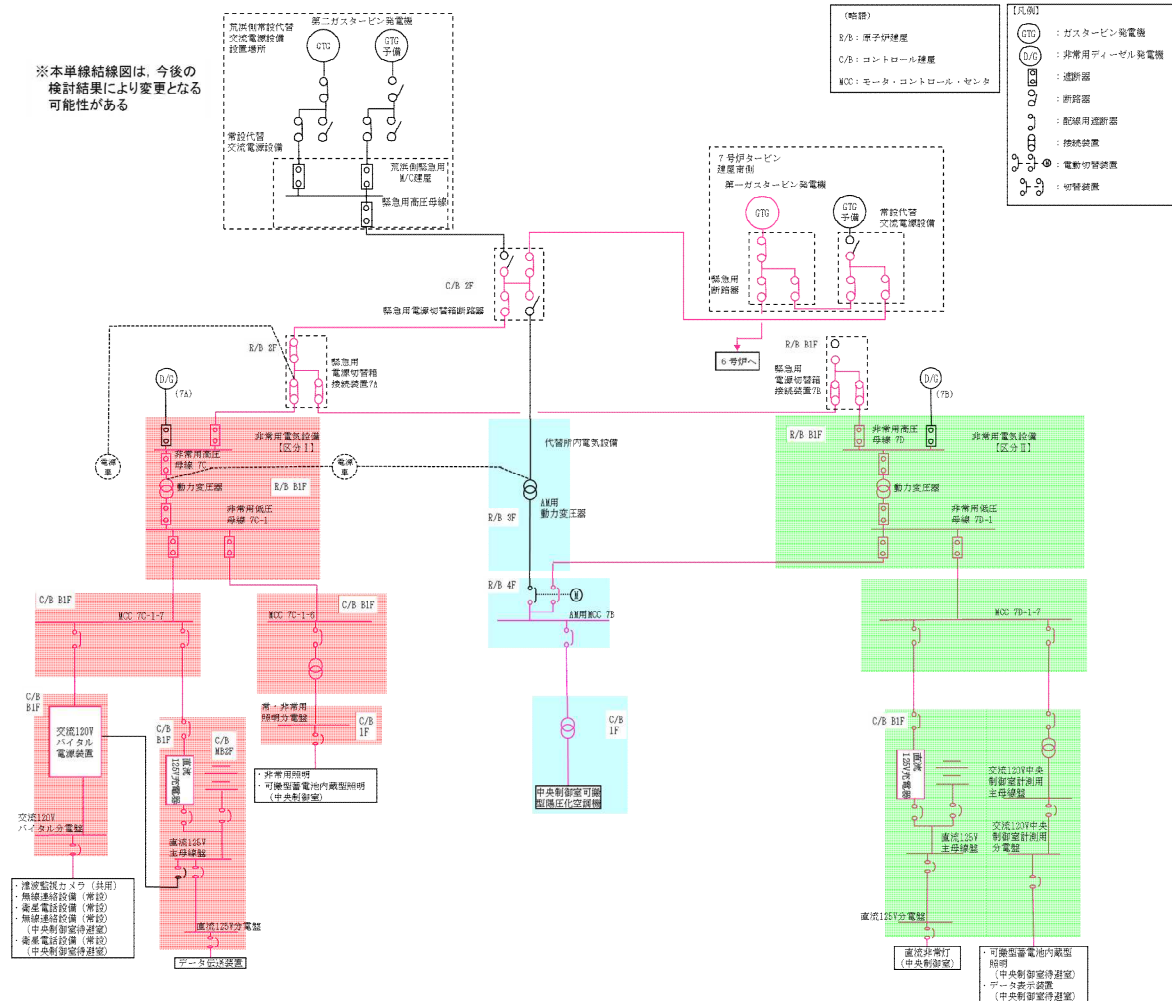 ※本単線結線図は，今後の
検討結果により変更となる
可能性がある
荒浜側常設代替
交流電源設備
設置場所
第二ガスタービン発電機
GTG
GTG
予備
常設代替
交流電源設備
荒浜側緊急用
M/C建屋
緊急用高圧母線
(略語)
R/B：原子炉建屋
C/B：コントロール建屋
MCC：モータ・コントロール・センタ
【凡例】
GTG
：ガスタービン発電機
D/G
：非常用ディーゼル発電機
：遮断器
：断路器
：配線用遮断器
：接続装置
：電動切替装置
：切替装置
7号炉タービン
建屋南側
第一ガスタービン発電機
GTG
GTG
予備
常設代替
交流電源設備
緊急用
断路器
6号炉へ
C/B 2F
緊急用電源切替箱断路器
R/B 2F
緊急用
電源切替箱
接続装置7A
R/B B1F
緊急用
電源切替箱
接続装置7B
D/G
(7A)
D/G
(7B)
電源
車
電源
車
非常用電気設備
【区分Ⅰ】
非常用高圧
母線 7C
R/B B1F
動力変圧器
非常用低圧
母線 7C-1
代替所内電気設備
R/B 3F
AM用
動力変圧器
R/B 4F
M
AM用MCC 7B
R/B B1F
非常用高圧
母線 7D
非常用電気設備
【区分Ⅱ】
動力変圧器
非常用低圧
母線 7D-1
C/B B1F
MCC 7C-1-7
C/B B1F
MCC 7C-1-6
MCC 7D-1-7
C/B
B1F
交流120V
バイタル
電源装置
交流120V
バイタル分電盤
C/B
B1F
直流
125V充電器
C/B
MB2F
直流125V
主母線盤
直流125V分電盤
データ伝送装置
常・非常用
照明分電盤
C/B
1F
・非常用照明
・可搬型蓄電池内蔵型照明
(中央制御室)
C/B
1F
中央制御室可搬
型陽圧化空調機
C/B B1F
直流
125V充電器
直流125V
主母線盤
直流125V分電盤
直流非常灯
(中央制御室)
交流120V中央
制御室計測用
主母線盤
交流120V中央
制御室計測用
分電盤
・津波監視カメラ (共用)
・無線連絡設備 (常設)
・衛星電話設備 (常設)
・無線連絡設備 (常設)
(中央制御室待避室)
・衛星電話設備 (常設)
(中央制御室待避室)
・可搬型蓄電池内蔵型
照明
(中央制御室待避室)
・データ表示装置
(中央制御室待避室)